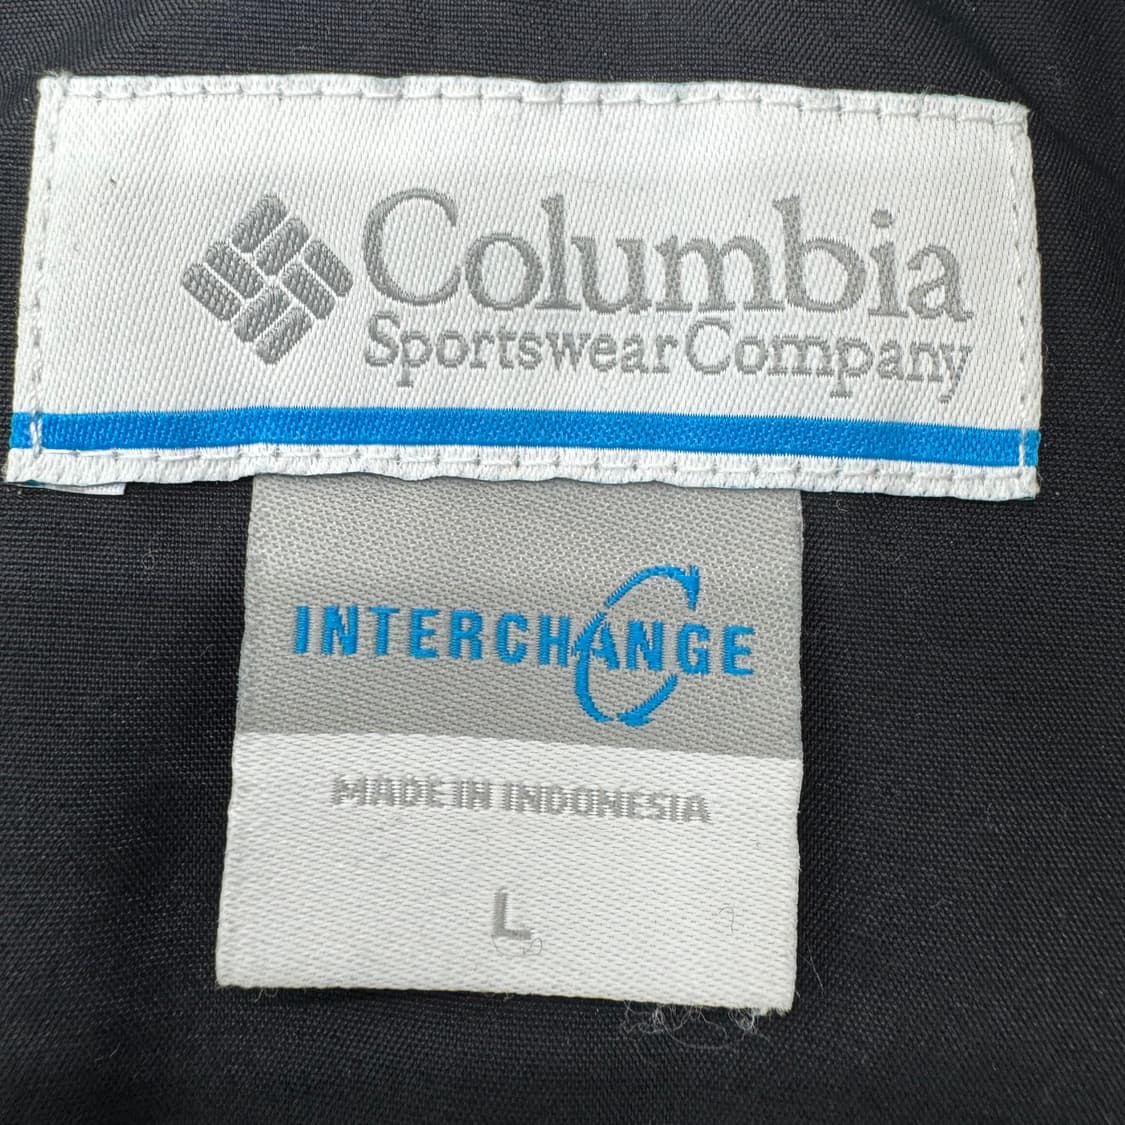 Columbia
Sportswear Company
INTERCHANGE
MADE IN INDONESIA
L